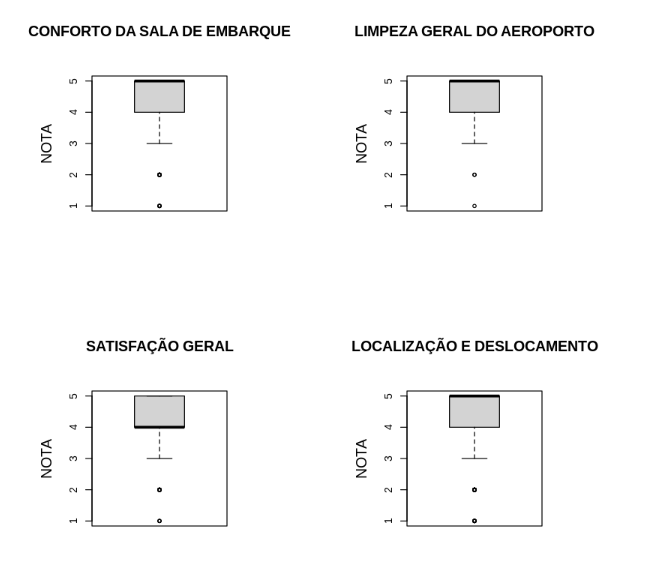 CONFORTO DA SALA DE EMBARQUE
NOTA
5
4
3
2
1
LIMPEZA GERAL DO AEROPORTO
NOTA
5
4
3
2
1
SATISFAÇÃO GERAL
NOTA
5
4
3
2
1
LOCALIZAÇÃO E DESLOCAMENTO
NOTA
5
4
3
2
1